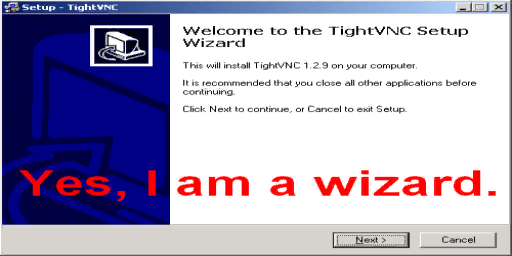 Setup - TightVNC
Welcome to the TightVNC Setup
Wizard
This will install TightVNC 1.2.9 on your computer.
It is recommended that you close all other applications before
continuing.
Click Next to continue, or Cancel to exit Setup.
Yes, I am a wizard.
Next >
Cancel